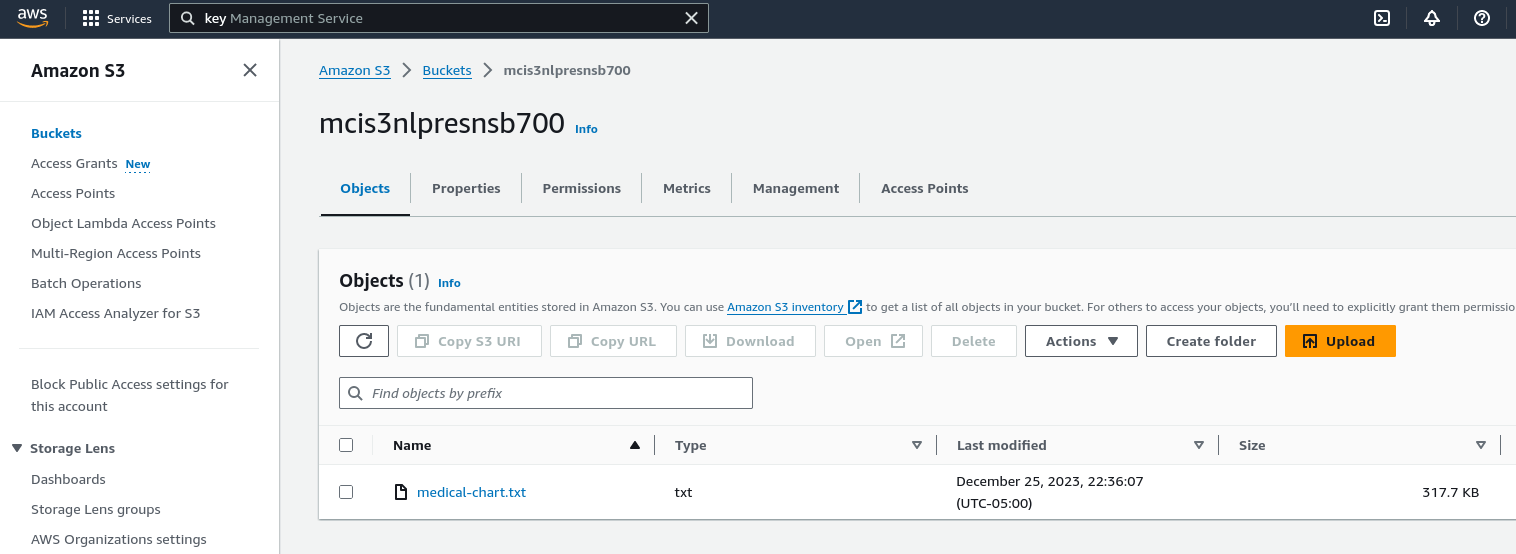 aws Services key Management Service
Amazon S3
Buckets
Access Grants New
Access Points
Object Lambda Access Points
Multi-Region Access Points
Batch Operations
IAM Access Analyzer for S3
Block Public Access settings for
this account
Storage Lens
Dashboards
Storage Lens groups
AWS Organizations settings
Amazon S3 Buckets mcis3nlpresnsb700
mcis3nlpresnsb700 Info
Objects Properties Permissions Metrics Management Access Points
Objects (1) Info
Objects are the fundamental entities stored in Amazon S3. You can use Amazon S3 inventory to get a list of all objects in your bucket. For others to access your objects, you'll need to explicitly grant them permissio
Copy S3 URI Copy URL Download Open Delete Actions Create folder Upload
Find objects by prefix
Name Type Last modified Size
medical-chart.txt txt December 25, 2023, 22:36:07 317.7 KB
(UTC-05:00)